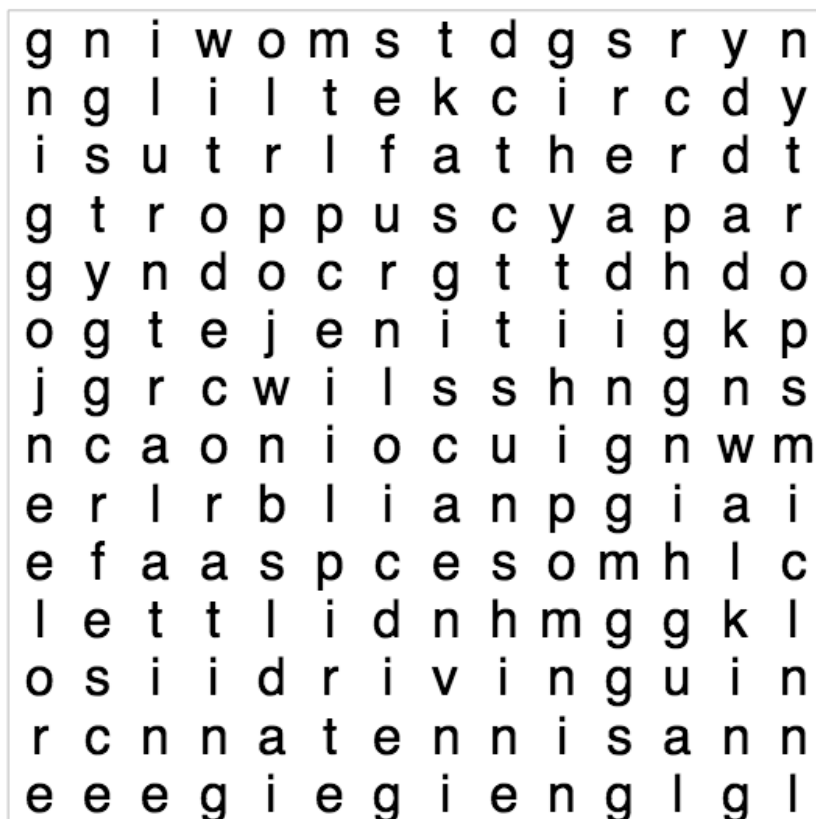 g n i w o m s t d g s r y n
n g l i l t e k c i r c d y
i s u t r l f a t h e r d t
g t r o p p u s c y a p a r
g y n d o c r g t t d h d o
o g t e j e n i t i i g k p
j g r c w i l s s h n g n s
n c a o n i o c u i g n w m
e r l r b l i a n p g i a i
e f a a s p c e s o m h l c
l e t t l i d n h m g g k l
o s i i d r i v i n g u i n
r c n n a t e n n i s a n n
e e e g i e g i e n g l g l